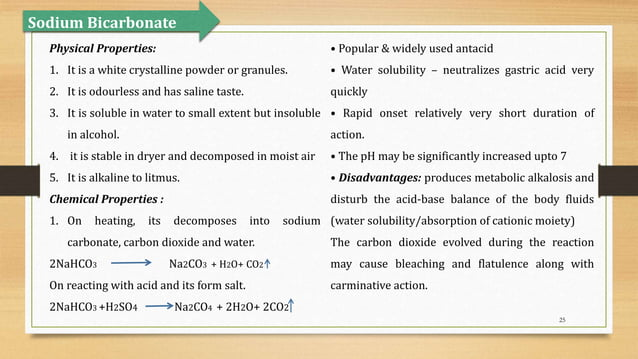 Sodium Bicarbonate
Physical Properties:
1. It is a white crystalline powder or granules.
2. It is odourless and has saline taste.
3. It is soluble in water to small extent but insoluble
in alcohol.
4. it is stable in dryer and decomposed in moist air
5. It is alkaline to litmus.
Chemical Properties :
1. On heating, its decomposes into sodium
carbonate, carbon dioxide and water.
2NaHCO3 → Na2CO3 + H2O+ CO2↑
On reacting with acid and its form salt.
2NaHCO3 +H2SO4 → Na2CO4 + 2H2O+ 2CO2↑
• Popular & widely used antacid
▪ Water solubility – neutralizes gastric acid very
quickly
▪ Rapid onset relatively very short duration of
action.
▪ The pH may be significantly increased upto 7
▪ Disadvantages: produces metabolic alkalosis and
disturb the acid-base balance of the body fluids
(water solubility/absorption of cationic moiety)
The carbon dioxide evolved during the reaction
may cause bleaching and flatulence along with
carminative action.
25